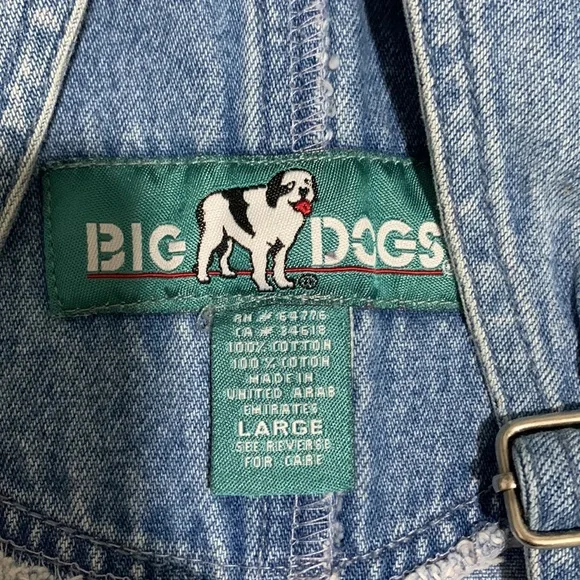 BIG DOGS
®
RN # 64776
CA # 34618
100% COTTON
100% COTON
MADE IN
UNITED ARAB
EMIRATES
LARGE
SEE REVERSE
FOR CARE